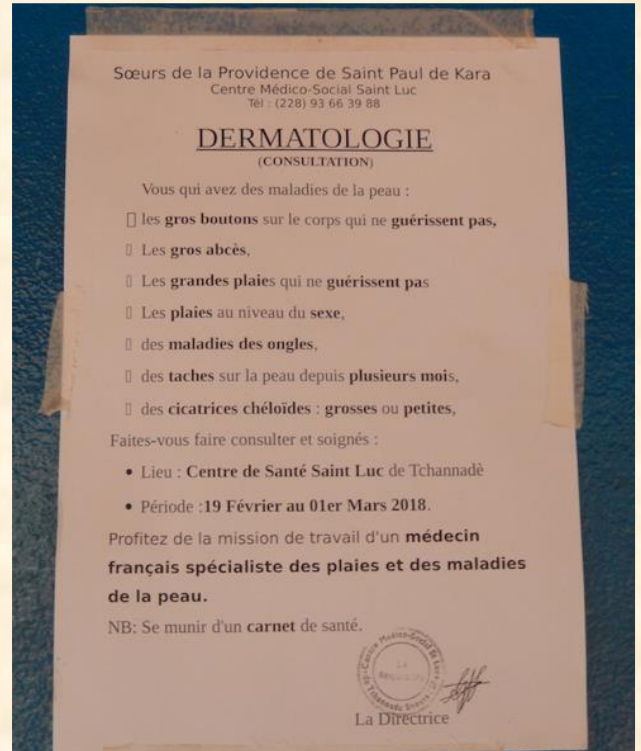 Sœurs de la Providence de Saint Paul de Kara
Centre Médico-Social Saint Luc
Tél : (228) 93 66 39 88
DERMATOLOGIE
(CONSULTATION)
Vous qui avez des maladies de la peau :
les gros boutons sur le corps qui ne guérissent pas,
Les gros abcès,
Les grandes plaies qui ne guérissent pas
Les plaies au niveau du sexe,
des maladies des ongles,
des taches sur la peau depuis plusieurs mois,
des cicatrices chéloïdes : grosses ou petites,
Faites-vous faire consulter et soignés :
• Lieu : Centre de Santé Saint Luc de Tchannadè
• Période :19 Février au 01er Mars 2018.
Profitez de la mission de travail d'un médecin
français spécialiste des plaies et des maladies
de la peau.
NB: Se munir d'un carnet de santé.
Centre Médico-Social
La
La Directrice